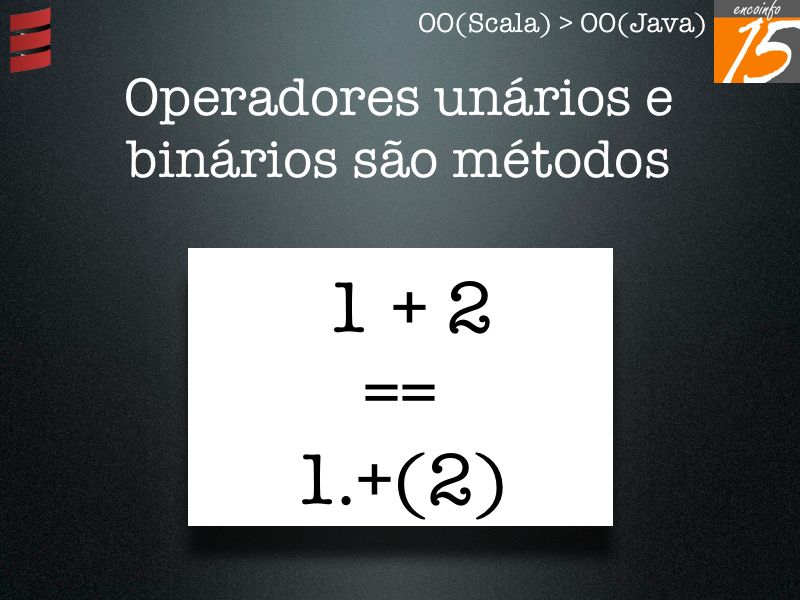 OO(Scala) > OO(Java)
encoinfo
15
Operadores unários e
binários são métodos
1 + 2
==
1.+(2)